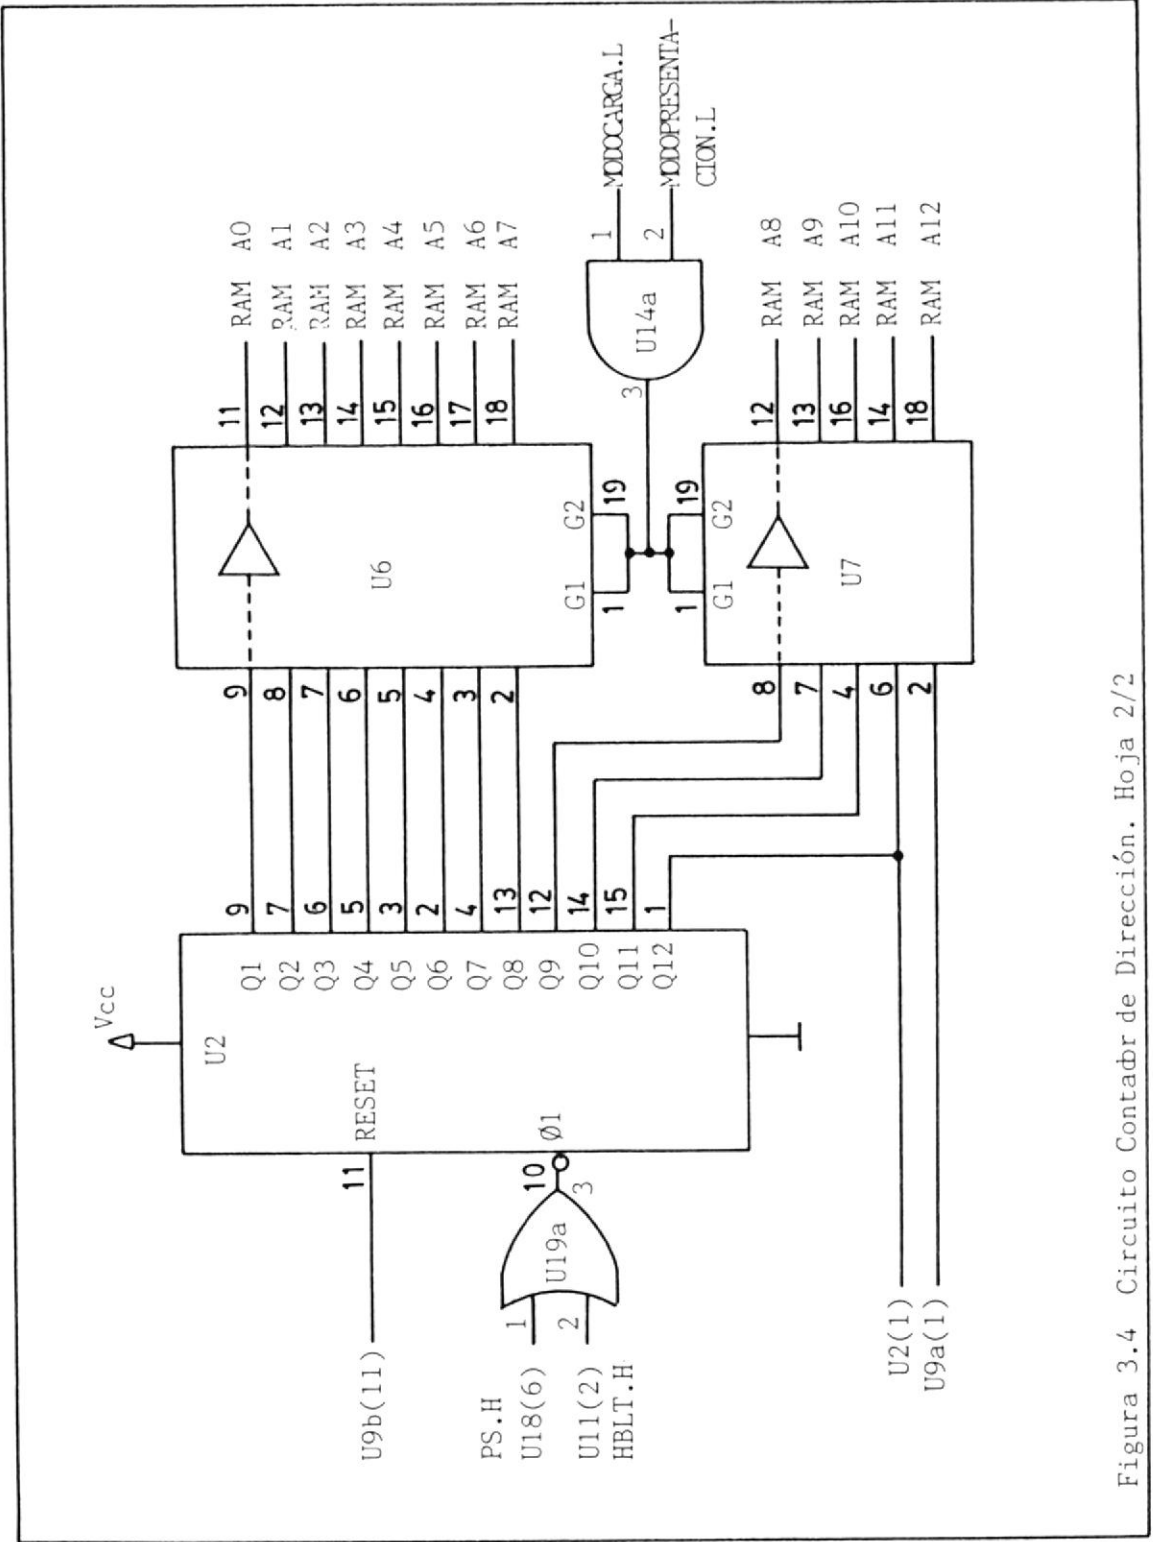 Vcc
U2
RESET
11
U9b(11)
10
Ø1
3
U19a
1
2
PS.H
U18(6)
U11(2)
HBLT.H
Q1
Q2
Q3
Q4
Q5
Q6
Q7
Q8
Q9
Q10
Q11
Q12
9
7
6
5
3
2
4
13
12
14
15
1
9
8
7
6
5
4
3
2
U6
G1
G2
1
19
11
12
13
14
15
16
17
18
RAM A0
RAM A1
RAM A2
RAM A3
RAM A4
RAM A5
RAM A6
RAM A7
3
U14a
1
2
MODOCARGA.L
MODOPRESENTA-
CION.L
8
7
4
6
2
U7
G1
G2
1
19
12
13
16
14
18
RAM A8
RAM A9
RAM A10
RAM A11
RAM A12
U2(1)
U9a(1)
Figura 3.4 Circuito Contador de Dirección. Hoja 2/2